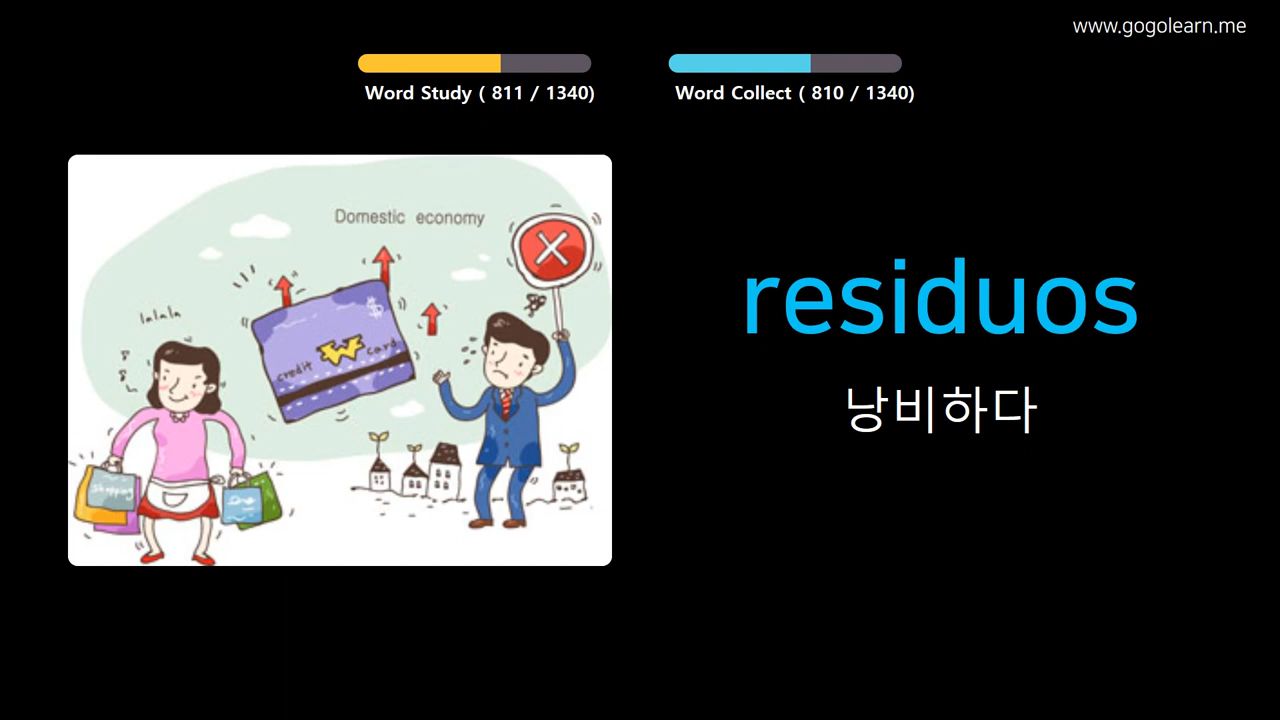 www.gogolearn.me
Word Study ( 811 / 1340)
Word Collect ( 810 / 1340)
Domestic economy
lalala
credit card
shopping
residuos
낭비하다